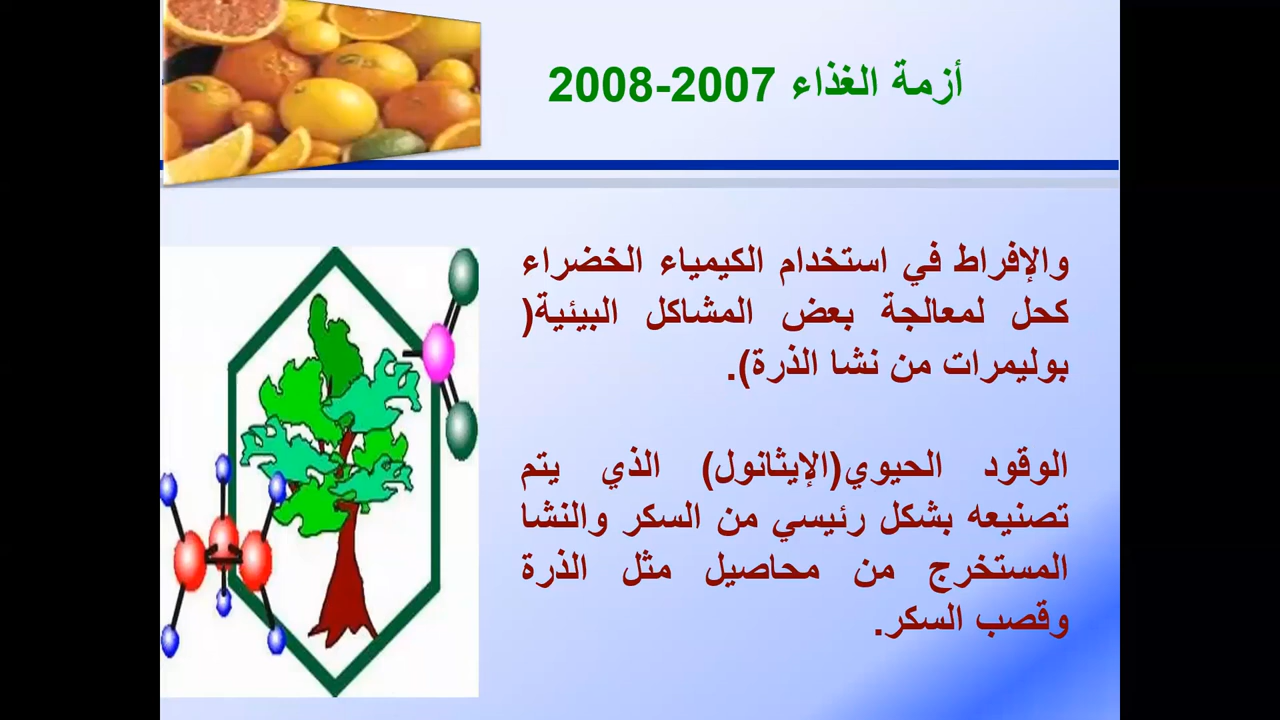 أزمة الغذاء 2007-2008
والإفراط في استخدام الكيمياء الخضراء
كحل لمعالجة بعض المشاكل البيئية(
بوليمرات من نشا الذرة).
الوقود الحيوي(الإيثانول) الذي يتم
تصنيعه بشكل رئيسي من السكر والنشا
المستخرج من محاصيل مثل الذرة
وقصب السكر.